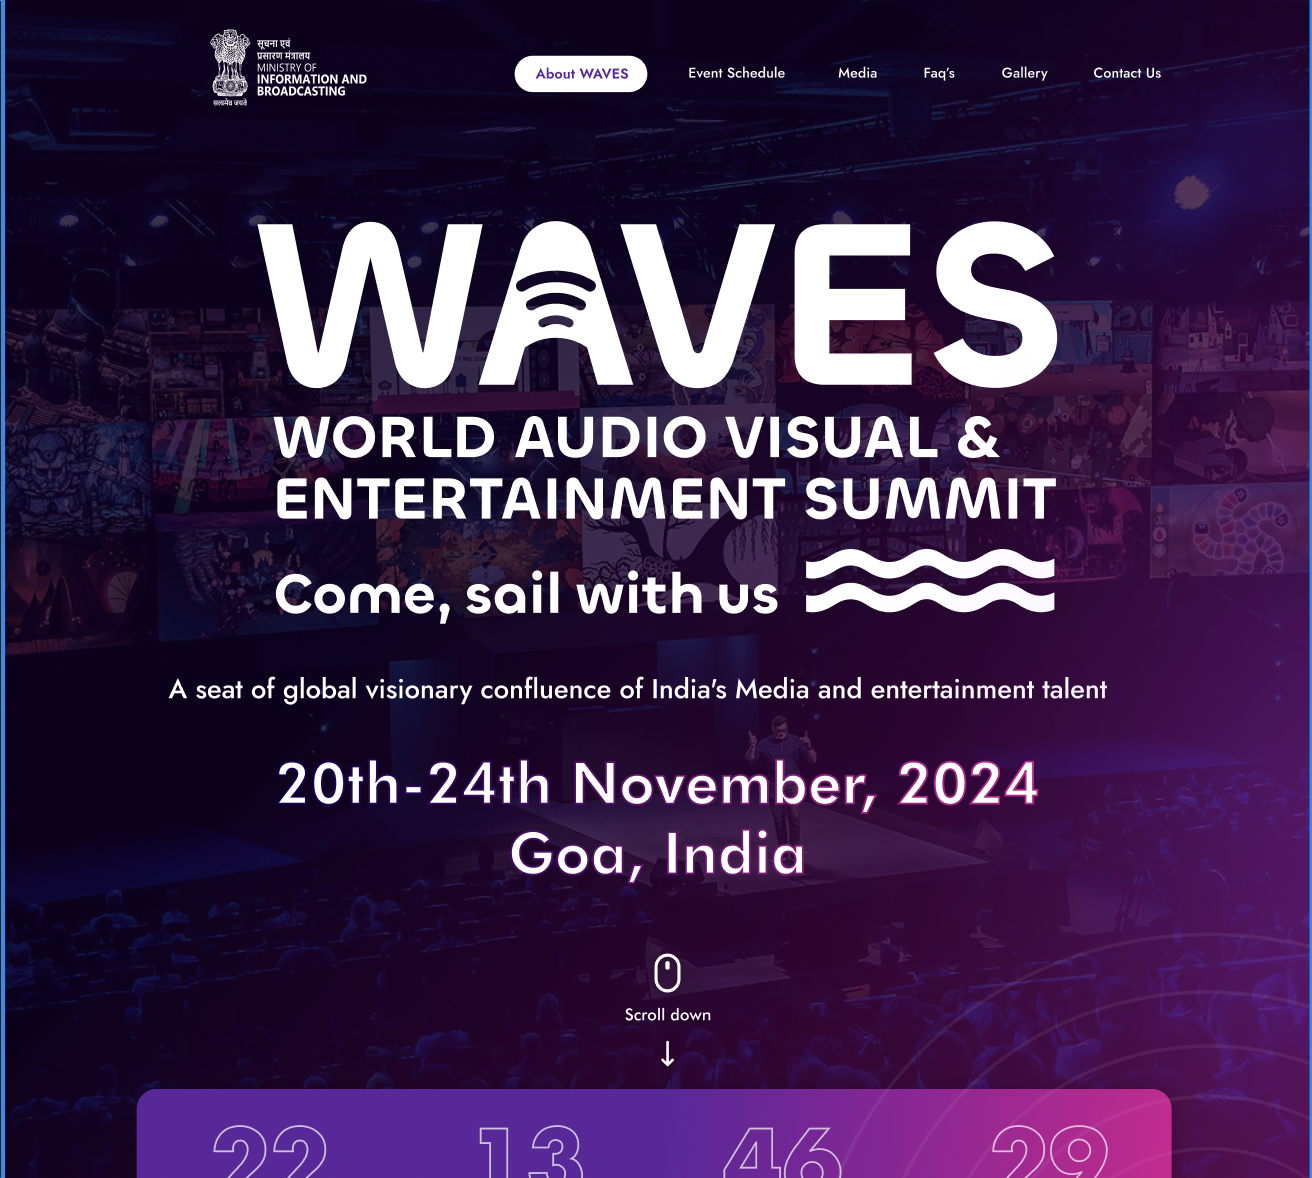 सूचना एवं
प्रसारण मंत्रालय
MINISTRY OF
INFORMATION AND
BROADCASTING
सत्यमेव जयते
About WAVES
Event Schedule
Media
Faq's
Gallery
Contact Us
WAVES
WORLD AUDIO VISUAL &
ENTERTAINMENT SUMMIT
Come, sail with us
A seat of global visionary confluence of India's Media and entertainment talent
20th-24th November, 2024
Goa, India
Scroll down
22 13 46 29